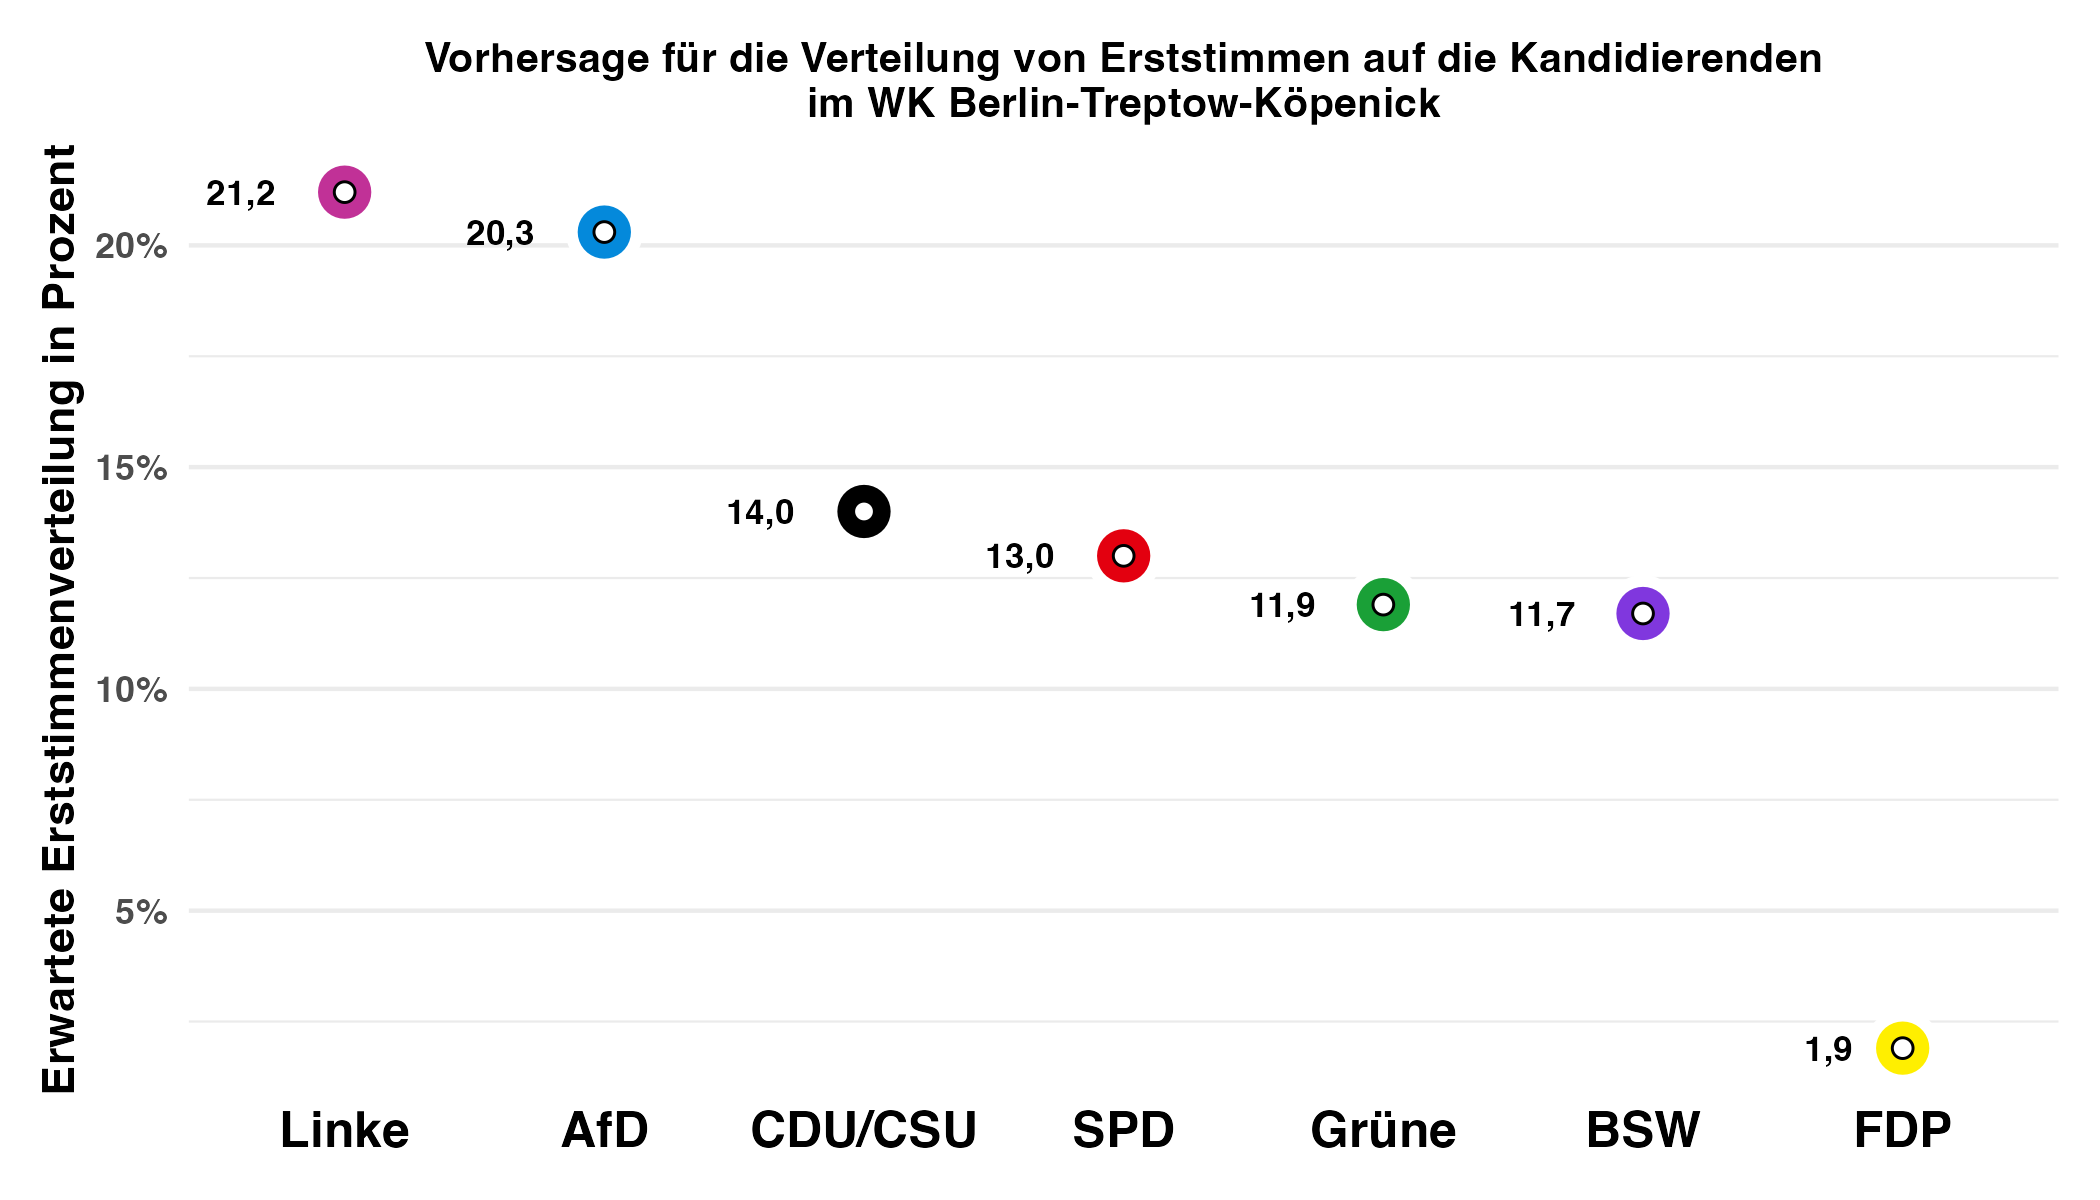 Vorhersage für die Verteilung von Erststimmen auf die Kandidierenden
im WK Berlin-Treptow-Köpenick
Erwartete Erststimmenverteilung in Prozent
20%
15%
10%
5%
21,2
20,3
14,0
13,0
11,9
11,7
1,9
Linke
AfD
CDU/CSU
SPD
Grüne
BSW
FDP